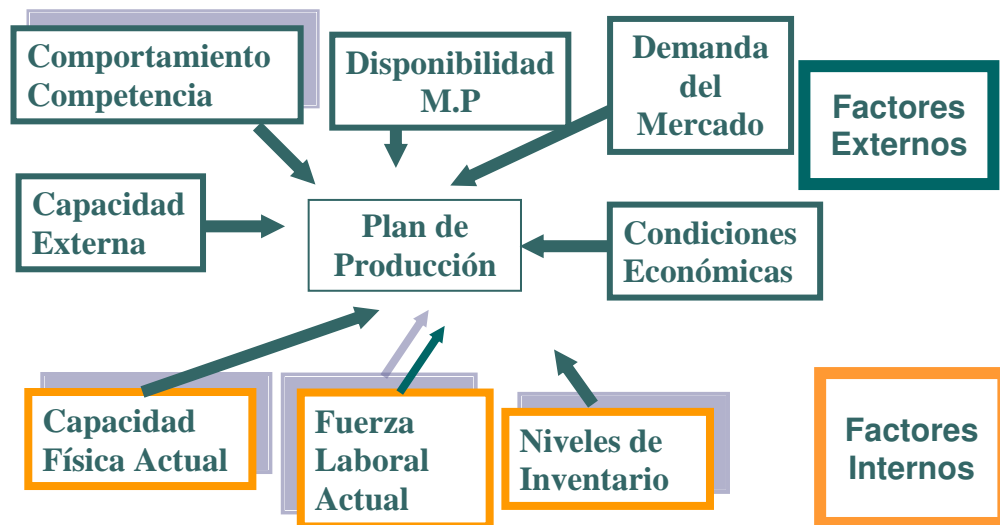 Comportamiento
Competencia
Disponibilidad
M.P
Demanda
del
Mercado
Factores
Externos
Capacidad
Externa
Plan de
Producción
Condiciones
Económicas
Capacidad
Física Actual
Fuerza
Laboral
Actual
Niveles de
Inventario
Factores
Internos